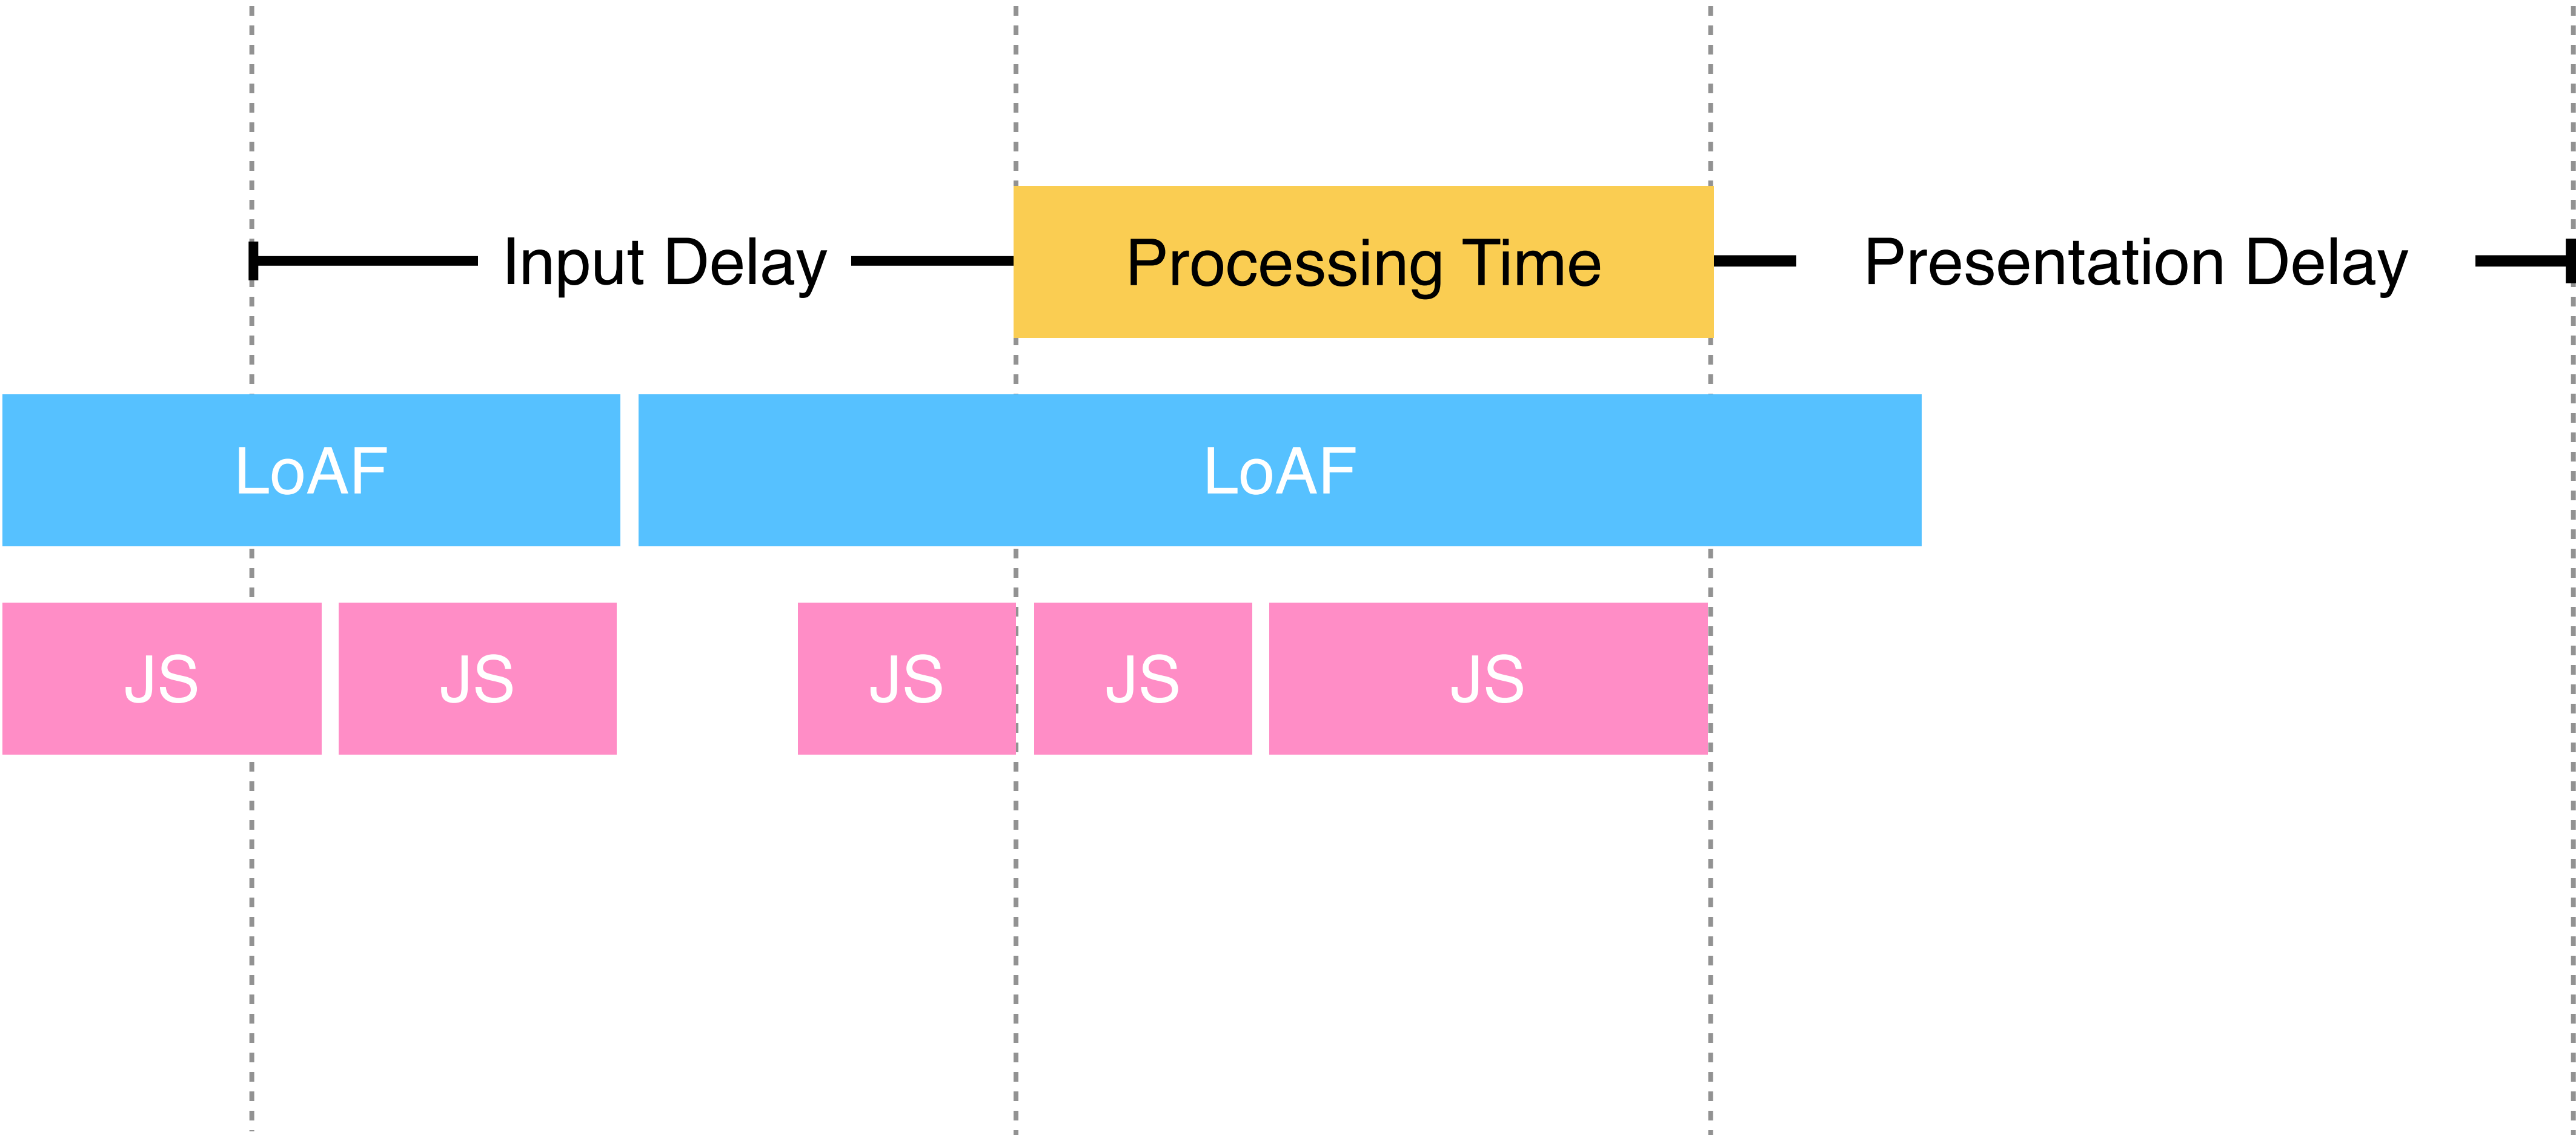 Input Delay
Processing Time
Presentation Delay
LoAF
LoAF
JS
JS
JS
JS
JS